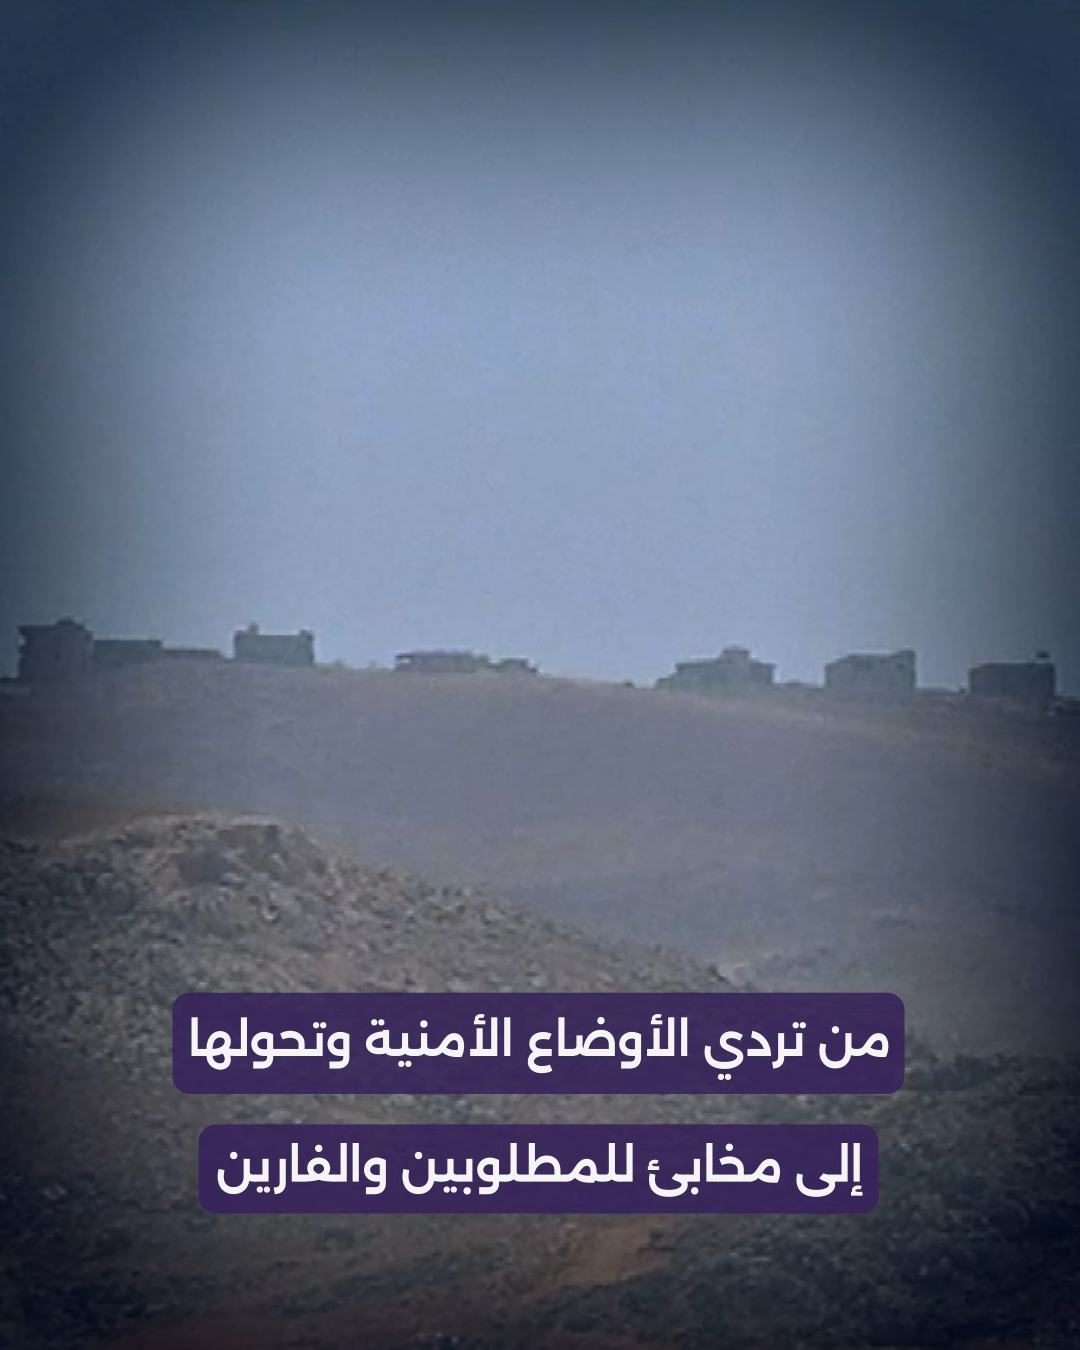 من تردي الأوضاع الأمنية وتحولها
إلى مخابئ للمطلوبين والفارين